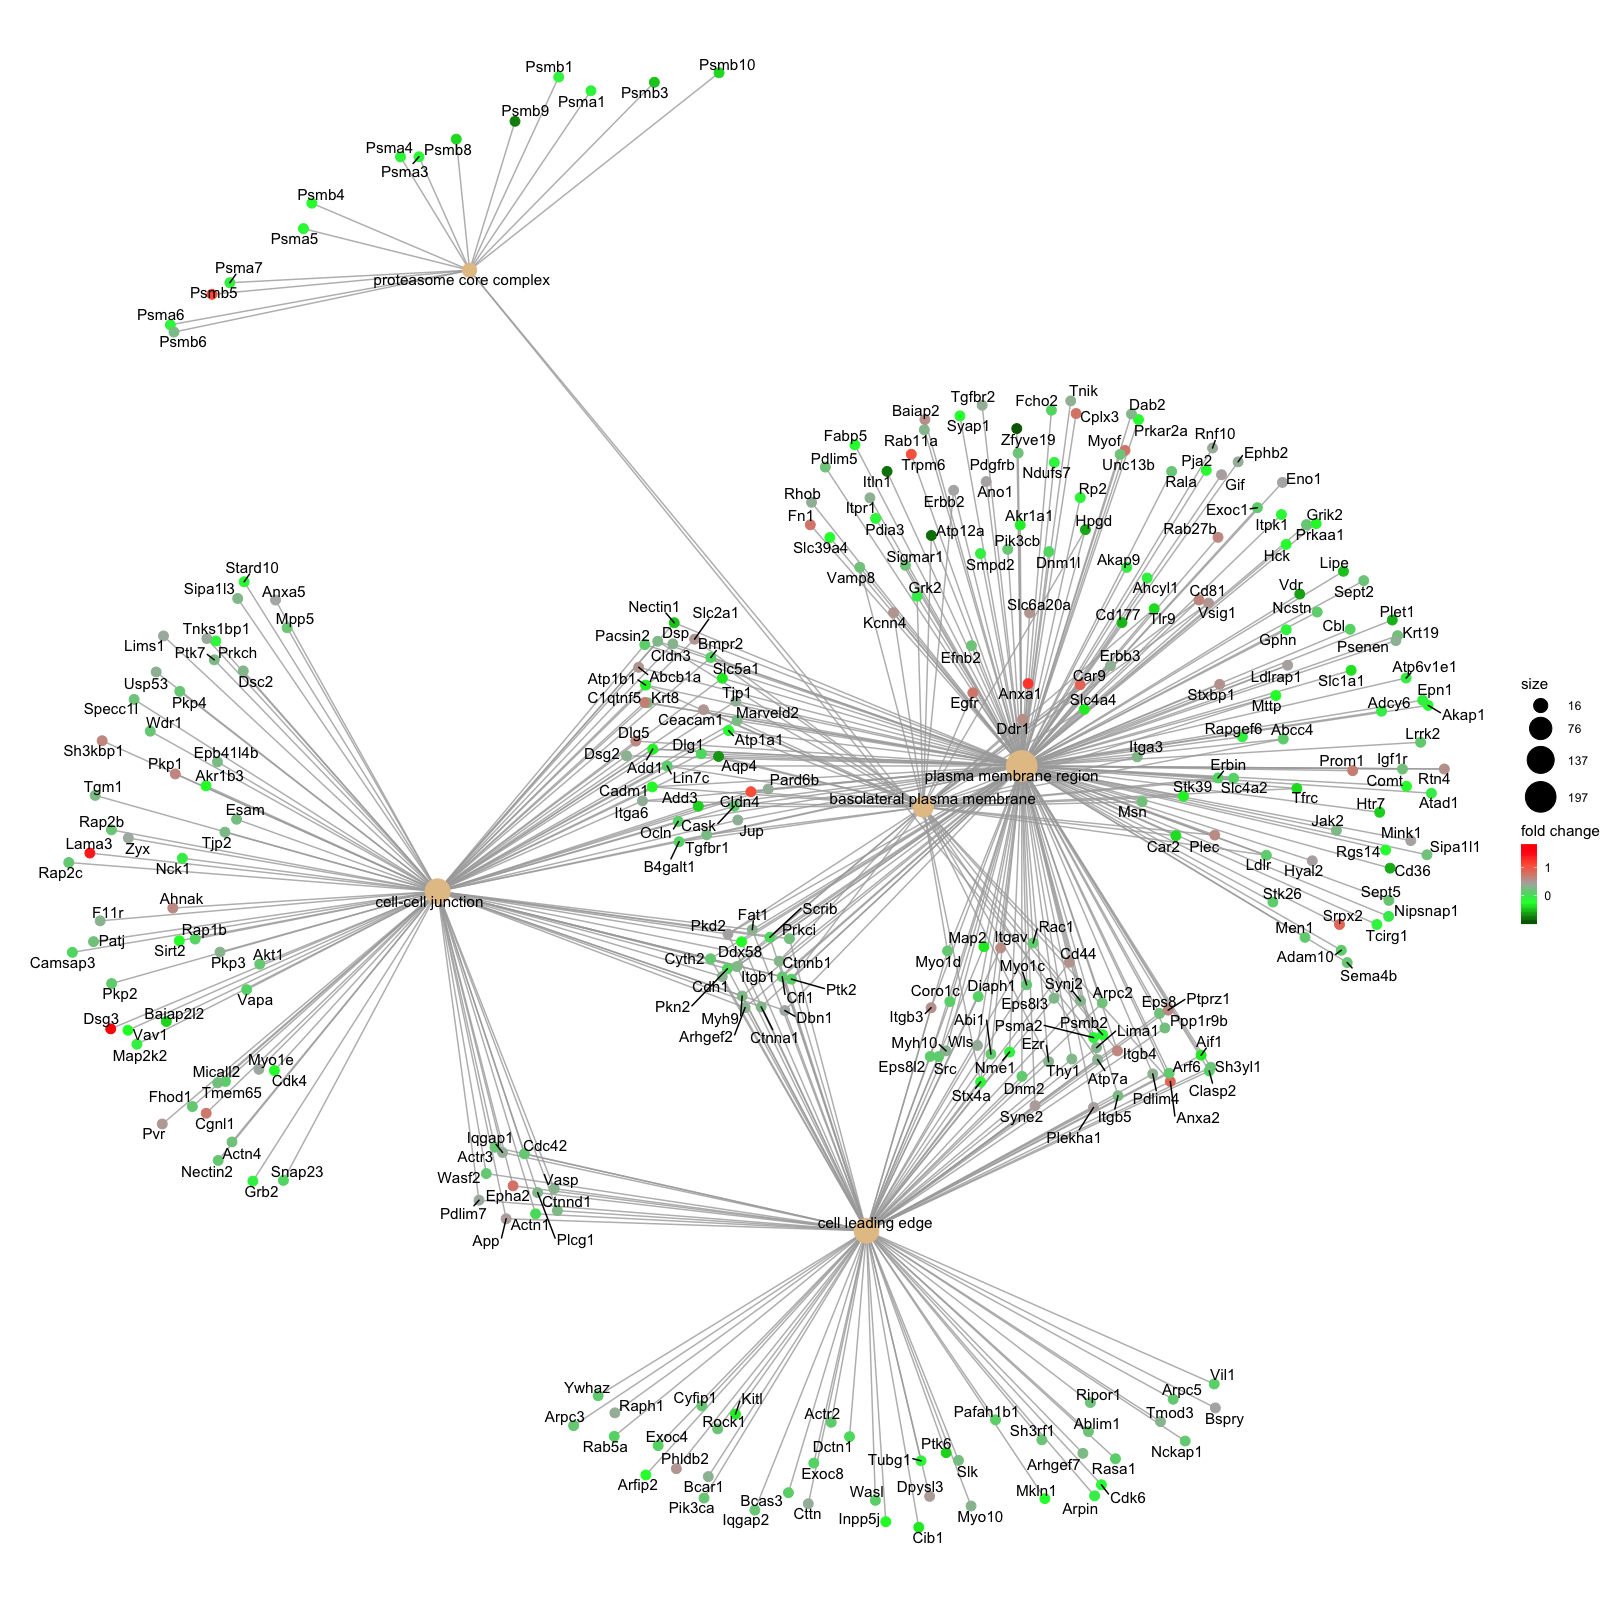 Psmb1
Psmb10
Psmb3
Psma1
Psmb9
Psma4
Psmb8
Psma3
Psmb4
Psma5
Psma7
Psmb5
proteasome core complex
Psma6
Psmb6
Tgfbr2
Tnik
Fcho2
Baiap2
Syap1
Cplx3
Dab2
Fabp5
Rab11a
Zfyve19
Myof
Prkar2a
Rnf10
Pdlim5
Trpm6
Pdgfrb
Ndufs7
Unc13b
Pja2
Ephb2
Itln1
Erbb2
Ano1
Rp2
Rala
Gif
Eno1
Rhob
Itpr1
Fn1
Pdia3
Akr1a1
Hpgd
Exoc1
Itpk1
Grik2
Slc39a4
Atp12a
Pik3cb
Rab27b
Prkaa1
Sigmar1
Smpd2
Dnm1l
Akap9
Hck
Lipe
Vamp8
Grk2
Ahcyl1
Vdr
Sept2
Kcnn4
Slc6a20a
Cd177
Tlr9
Cd81
Vsig1
Ncstn
Plet1
Cbl
Krt19
Gphn
Psenen
Efnb2
Erbb3
Ldlrap1
Atp6v1e1
Egfr
Anxa1
Car9
Slc4a4
Stxbp1
Mttp
Slc1a1
Adcy6
Epn1
Akap1
Ddr1
Itga3
Rapgef6
Abcc4
Lrrk2
plasma membrane region
Erbin
Prom1
Igf1r
Rtn4
Stk39
Slc4a2
Tfrc
Comt
Atad1
basolateral plasma membrane
Msn
Htr7
Jak2
Mink1
Car2
Plec
Rgs14
Sipa1l1
Ldlr
Hyal2
Cd36
Stk26
Sept5
Nipsnap1
Men1
Srpx2
Tcirg1
Adam10
Sema4b
Stard10
Sipa1l3
Anxa5
Mpp5
Tnks1bp1
Lims1
Ptk7
Prkch
Usp53
Dsc2
Specc1l
Pkp4
Wdr1
Sh3kbp1
Epb41l4b
Pkp1
Akr1b3
Tgm1
Esam
Rap2b
Tjp2
Lama3
Zyx
Rap2c
Nck1
cell-cell junction
Ahnak
F11r
Patj
Rap1b
Sirt2
Camsap3
Pkp3
Akt1
Pkp2
Vapa
Dsg3
Baiap2l2
Vav1
Map2k2
Myo1e
Micall2
Cdk4
Tmem65
Fhod1
Cgnl1
Pvr
Actn4
Nectin2
Snap23
Grb2
Nectin1
Slc2a1
Pacsin2
Dsp
Bmpr2
Cldn3
Atp1b1
Abcb1a
Slc5a1
C1qtnf5
Krt8
Tjp1
Ceacam1
Marveld2
Dlg5
Dlg1
Atp1a1
Dsg2
Add1
Aqp4
Lin7c
Cadm1
Pard6b
Itga6
Add3
Cldn4
Ocln
Cask
Jup
B4galt1
Tgfbr1
Fat1
Scrib
Pkd2
Prkci
Cyth2
Ddx58
Ctnnb1
Itgb1
Cdh1
Ptk2
Cfl1
Pkn2
Myh9
Dbn1
Arhgef2
Ctnna1
Map2
Itgav
Rac1
Myo1d
Myo1c
Cd44
Coro1c
Diaph1
Synj2
Arpc2
Itgb3
Eps8l3
Eps8
Ptprz1
Abi1
Psma2
Psmb2
Lima1
Ppp1r9b
Myh10
Wls
Ezr
Itgb4
Aif1
Eps8l2
Src
Nme1
Thy1
Atp7a
Arf6
Sh3yl1
Stx4a
Dnm2
Pdlim4
Clasp2
Syne2
Itgb5
Anxa2
Plekha1
Iqgap1
Cdc42
Actr3
Wasf2
Epha2
Vasp
Ctnnd1
Pdlim7
Actn1
App
Plcg1
cell leading edge
Ywhaz
Raph1
Cyfip1
Kitl
Arpc3
Rock1
Rab5a
Exoc4
Phldb2
Arfip2
Bcar1
Pik3ca
Actr2
Dctn1
Exoc8
Bcas3
Iqgap2
Cttn
Ptk6
Tubg1
Slk
Wasl
Dpysl3
Inpp5j
Myo10
Cib1
Pafah1b1
Sh3rf1
Ripor1
Ablim1
Arhgef7
Rasa1
Mkln1
Cdk6
Arpin
Vil1
Arpc5
Tmod3
Bspry
Nckap1
size
16
76
137
197
fold change
1
0